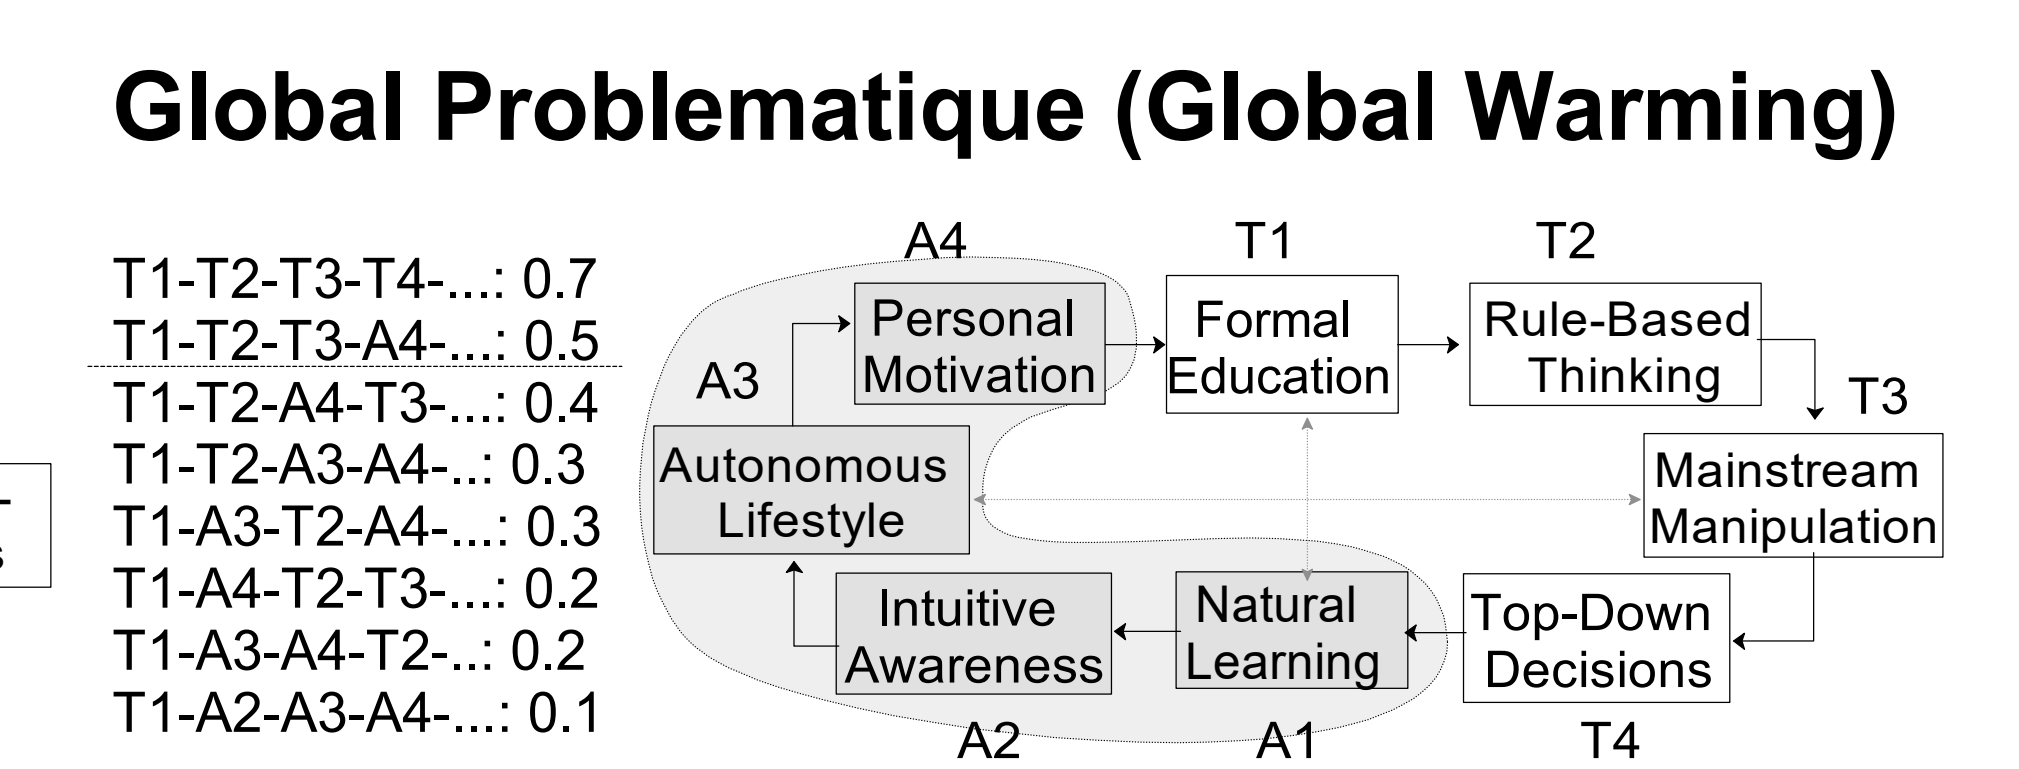 Global Problematique (Global Warming)
T1-T2-T3-T4-...: 0.7
T1-T2-T3-A4-...: 0.5
T1-T2-A4-T3-...: 0.4
T1-T2-A3-A4-..: 0.3
T1-A3-T2-A4-...: 0.3
T1-A4-T2-T3-...: 0.2
T1-A3-A4-T2-..: 0.2
T1-A2-A3-A4-...: 0.1
A4
T1
T2
Personal
Motivation
Formal
Education
Rule-Based
Thinking
A3
T3
Autonomous
Lifestyle
Mainstream
Manipulation
Intuitive
Awareness
Natural
Learning
Top-Down
Decisions
A2
A1
T4